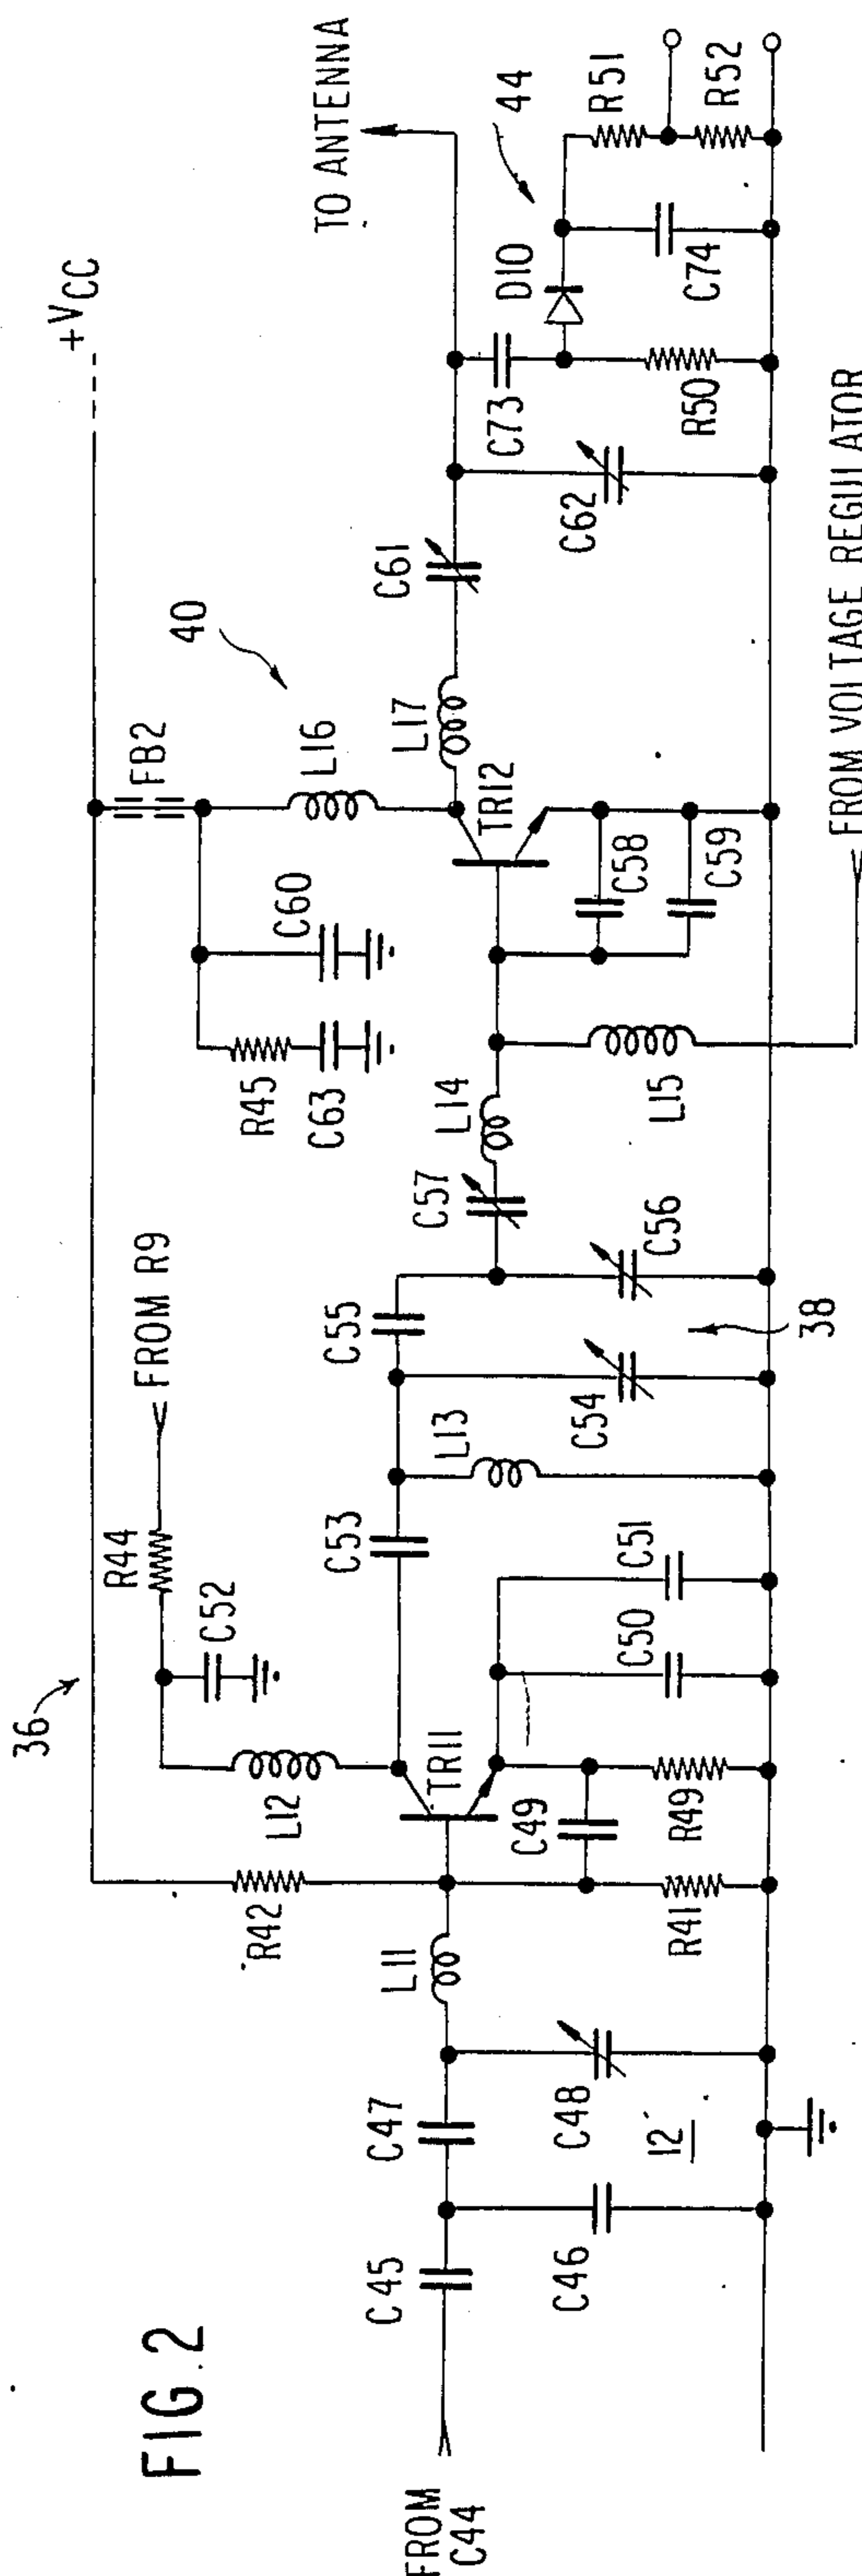 FIG. 2
FROM
C44
C45
C46
C47
C48
12
L11
R42
R41
C49
R49
TR11
L12
36
C52
R44
FROM R9
C50
C51
C53
L13
C54
C55
38
C56
C57
L14
L15
R45
C63
C60
FB2
+VCC
L16
40
TR12
C58
C59
FROM VOLTAGE REGULATOR
L17
C61
C62
C73
R50
D10
C74
44
R51
R52
TO ANTENNA